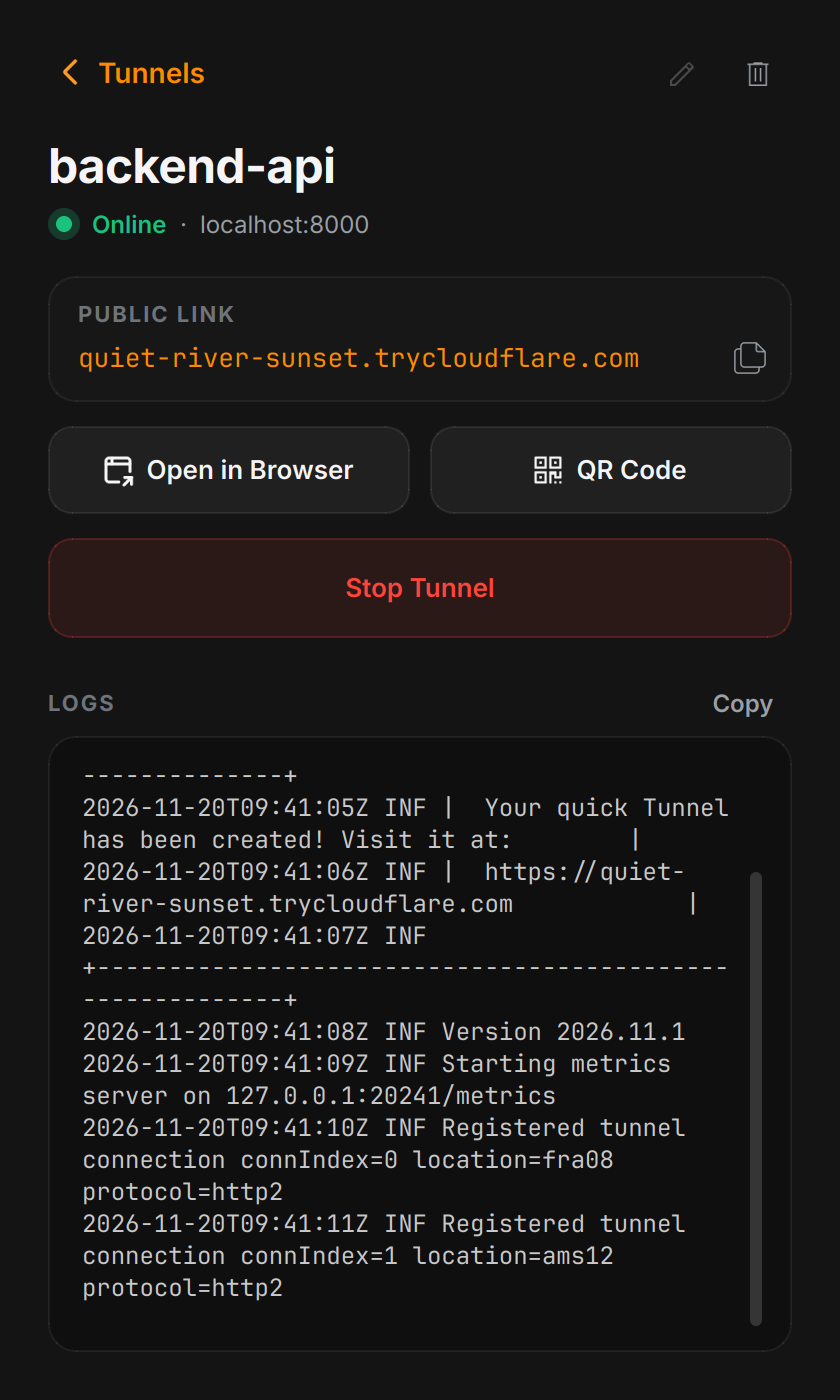 Tunnels
backend-api
Online · localhost:8000
PUBLIC LINK
quiet-river-sunset.trycloudflare.com
Open in Browser
QR Code
Stop Tunnel
LOGS
Copy
--------------+
2026-11-20T09:41:05Z INF |  Your quick Tunnel
has been created! Visit it at:        |
2026-11-20T09:41:06Z INF |  https://quiet-
river-sunset.trycloudflare.com            |
2026-11-20T09:41:07Z INF
+--------------------------------------------
--------------+
2026-11-20T09:41:08Z INF Version 2026.11.1
2026-11-20T09:41:09Z INF Starting metrics
server on 127.0.0.1:20241/metrics
2026-11-20T09:41:10Z INF Registered tunnel
connection connIndex=0 location=fra08
protocol=http2
2026-11-20T09:41:11Z INF Registered tunnel
connection connIndex=1 location=ams12
protocol=http2